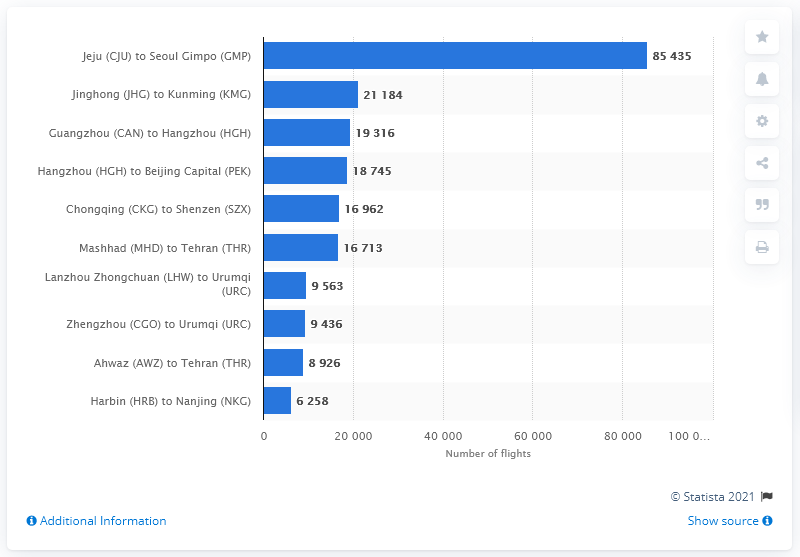 Jeju (CJU) to Seoul Gimpo (GMP) 85 435
Jinghong (JHG) to Kunming (KMG) 21 184
Guangzhou (CAN) to Hangzhou (HGH) 19 316
Hangzhou (HGH) to Beijing Capital (PEK) 18 745
Chongqing (CKG) to Shenzen (SZX) 16 962
Mashhad (MHD) to Tehran (THR) 16 713
Lanzhou Zhongchuan (LHW) to Urumqi
(URC) 9 563
Zhengzhou (CGO) to Urumqi (URC) 9 436
Ahwaz (AWZ) to Tehran (THR) 8 926
Harbin (HRB) to Nanjing (NKG) 6 258
0 20 000 40 000 60 000 80 000 100 0...
Number of flights
© Statista 2021
Additional Information Show source